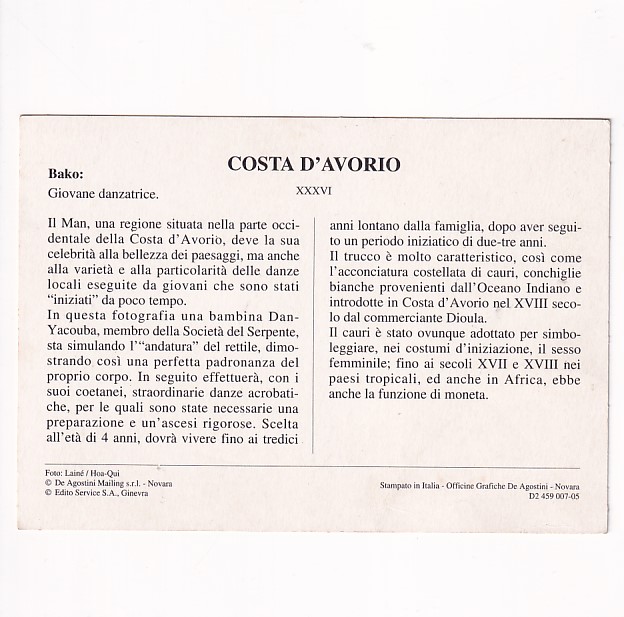 COSTA D'AVORIO
XXXVI
Bako:
Giovane danzatrice.
Il Man, una regione situata nella parte occi-
dentale della Costa d'Avorio, deve la sua
celebrità alla bellezza dei paesaggi, ma anche
alla varietà e alla particolarità delle danze
locali eseguite da giovani che sono stati
“iniziati” da poco tempo.
In questa fotografia una bambina Dan-
Yacouba, membro della Società del Serpente,
sta simulando l'“andatura” del rettile, dimo-
strando così una perfetta padronanza del
proprio corpo. In seguito effettuerà, con i
suoi coetanei, straordinarie danze acrobati-
che, per le quali sono state necessarie una
preparazione e un'ascesi rigorose. Scelta
all'età di 4 anni, dovrà vivere fino ai tredici
anni lontano dalla famiglia, dopo aver segui-
to un periodo iniziatico di due-tre anni.
Il trucco è molto caratteristico, così come
l'acconciatura costellata di cauri, conchiglie
bianche provenienti dall'Oceano Indiano e
introdotte in Costa d'Avorio nel XVIII seco-
lo dal commerciante Dioula.
Il cauri è stato ovunque adottato per simbo-
leggiare, nei costumi d'iniziazione, il sesso
femminile; fino ai secoli XVII e XVIII nei
paesi tropicali, ed anche in Africa, ebbe
anche la funzione di moneta.
Foto: Lainé / Hoa-Qui
© De Agostini Mailing s.r.l. - Novara
© Edito Service S.A., Ginevra
Stampato in Italia - Officine Grafiche De Agostini - Novara
D2 459 007-05